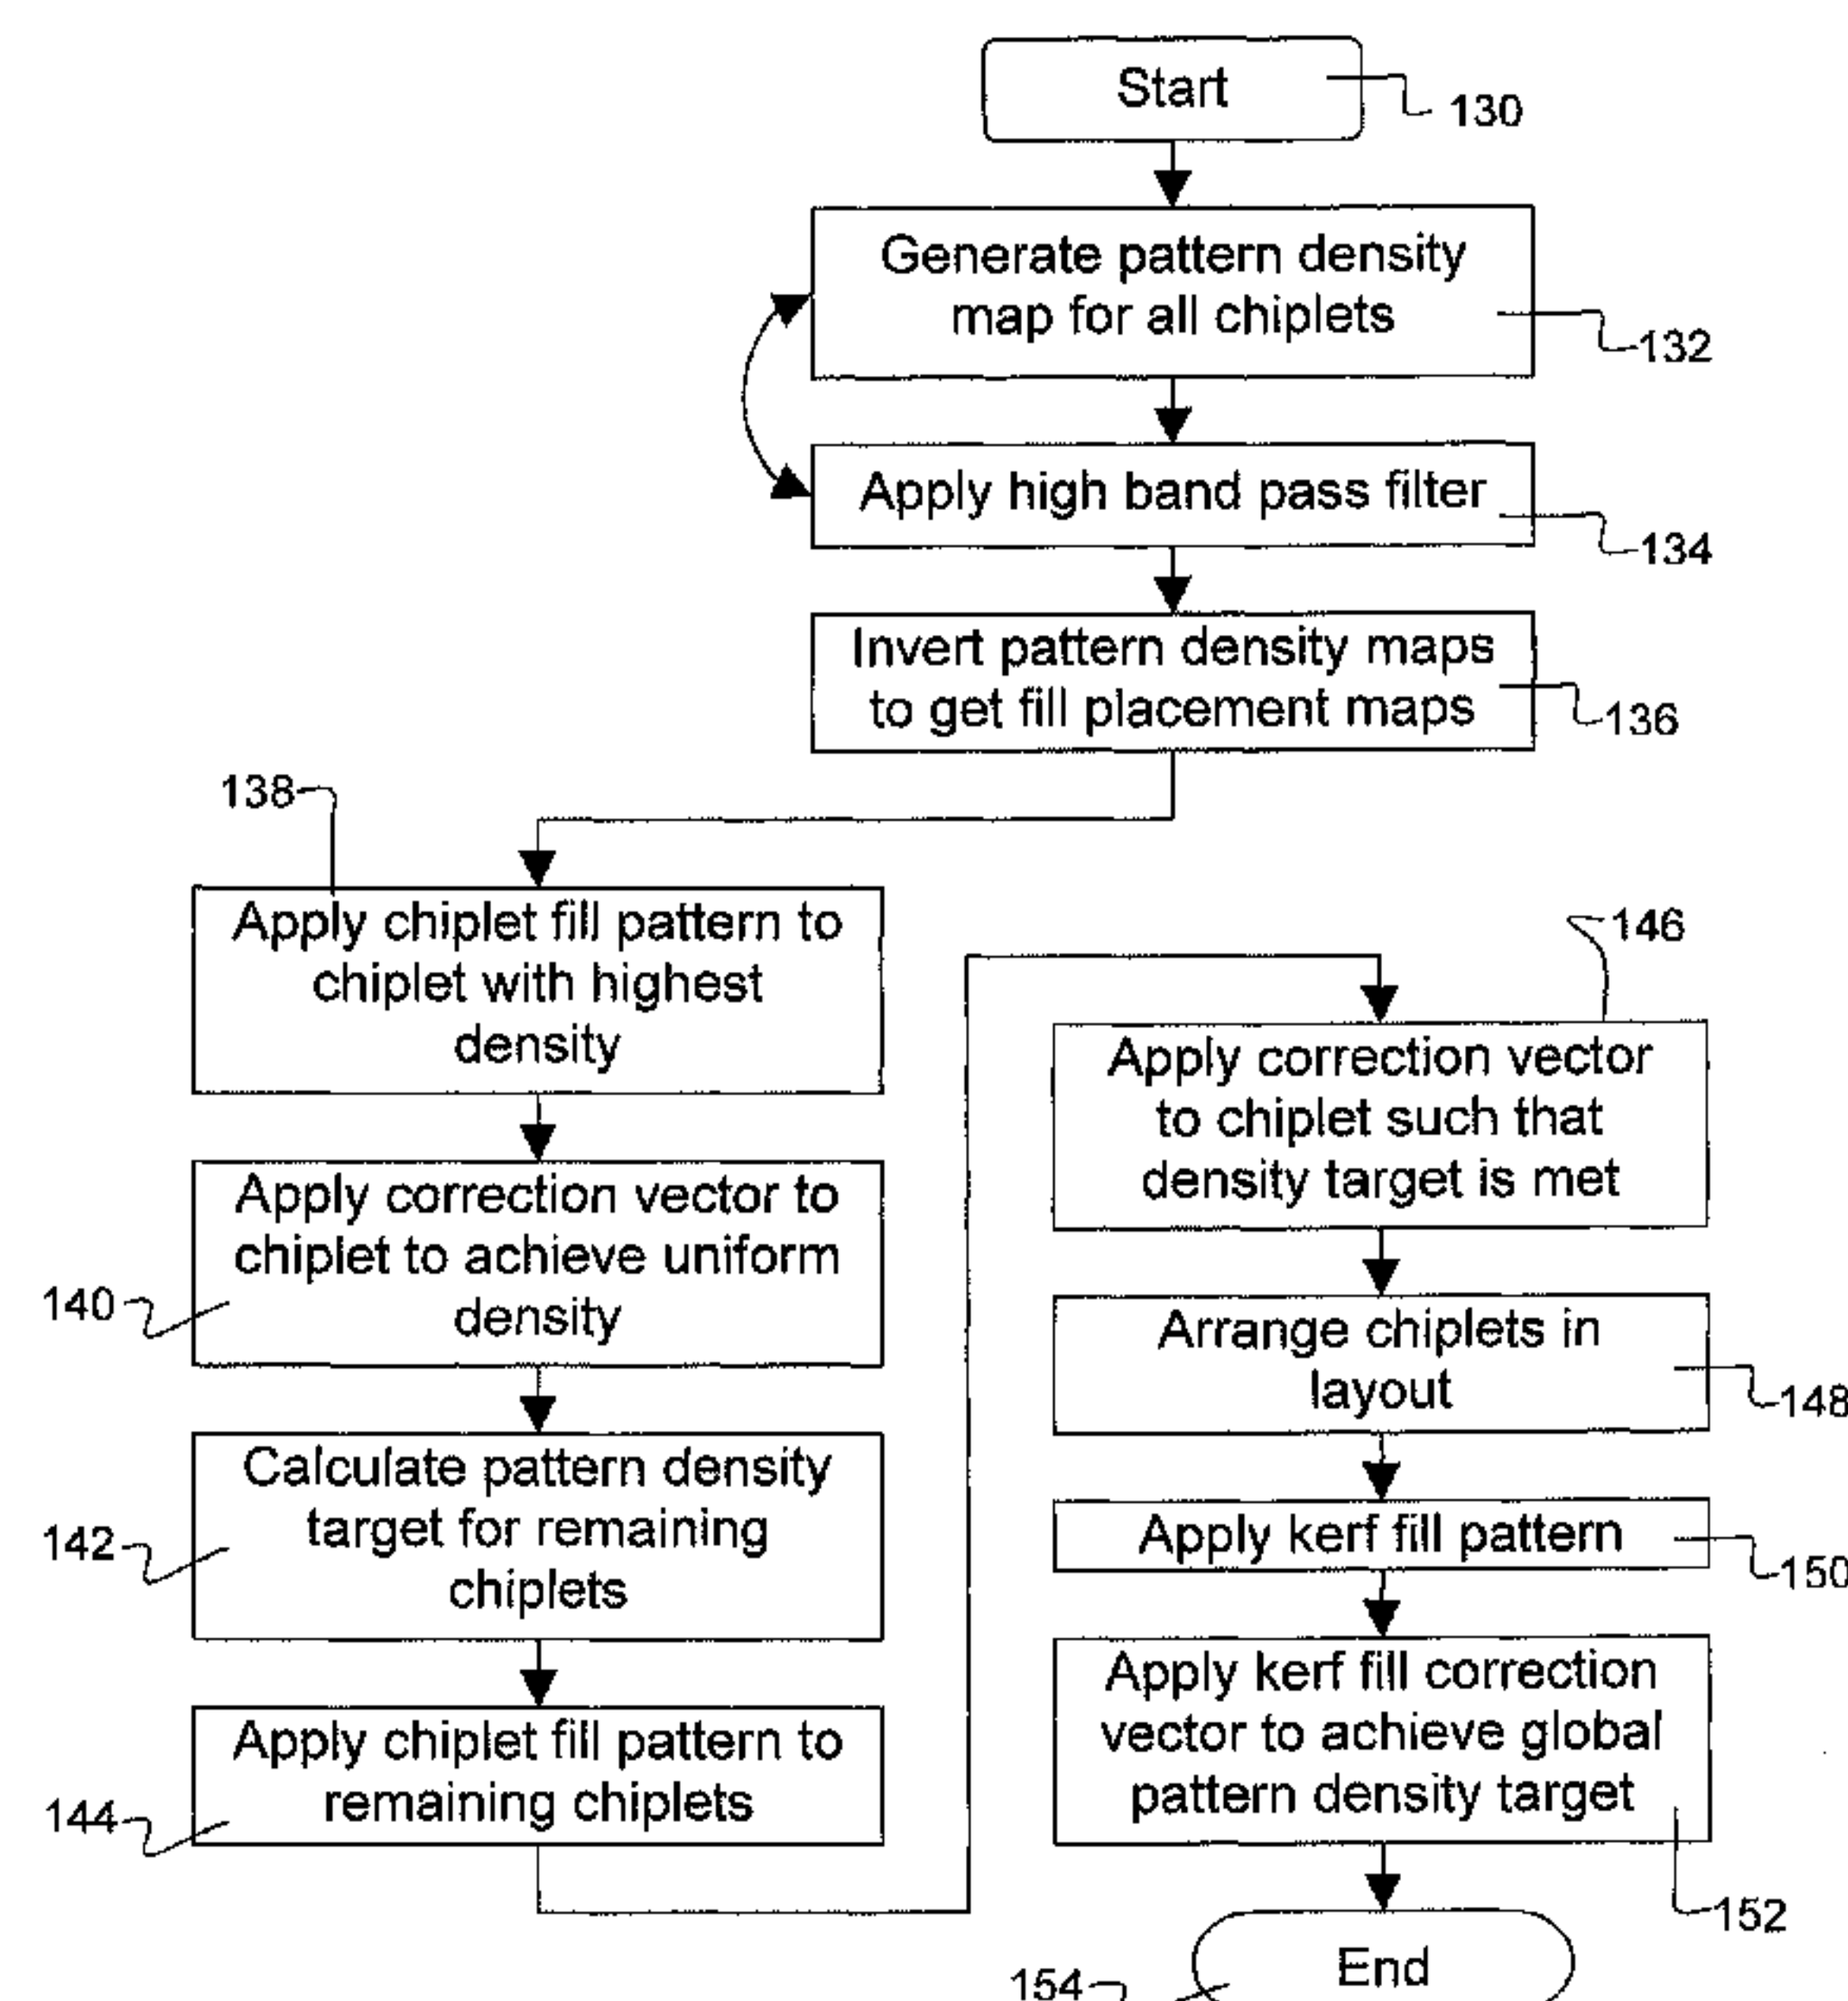 Start
130
Generate pattern density
map for all chiplets
132
Apply high band pass filter
134
Invert pattern density maps
to get fill placement maps
136
138
Apply chiplet fill pattern to
chiplet with highest
density
Apply correction vector to
chiplet to achieve uniform
density
140
Calculate pattern density
target for remaining
chiplets
142
Apply chiplet fill pattern to
remaining chiplets
144
146
Apply correction vector
to chiplet such that
density target is met
Arrange chiplets in
layout
148
Apply kerf fill pattern
150
Apply kerf fill correction
vector to achieve global
pattern density target
152
End
154